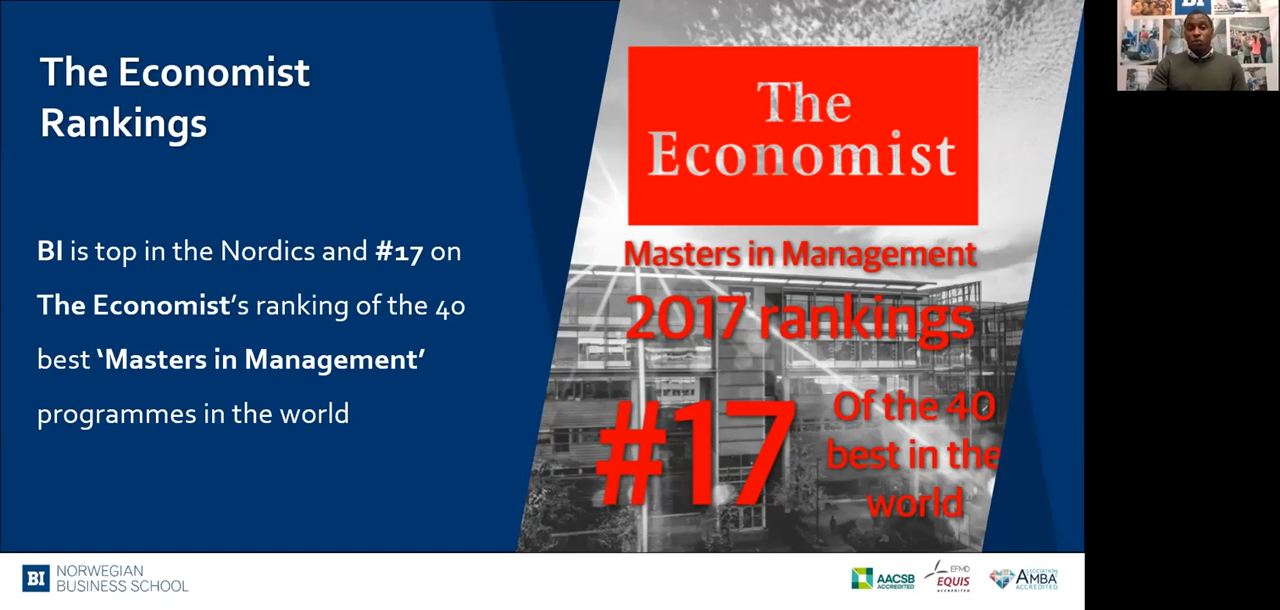 The Economist
Rankings
BI is top in the Nordics and #17 on
The Economist’s ranking of the 40
best ‘Masters in Management’
programmes in the world
The
Economist
Masters in Management
2017 rankings
#17
Of the 40
best in the
world
BI
BI
NORWEGIAN
BUSINESS SCHOOL
AACSB
ACCREDITED
EFMD
EQUIS
ACCREDITED
ASSOCIATION
AMBA
ACCREDITED